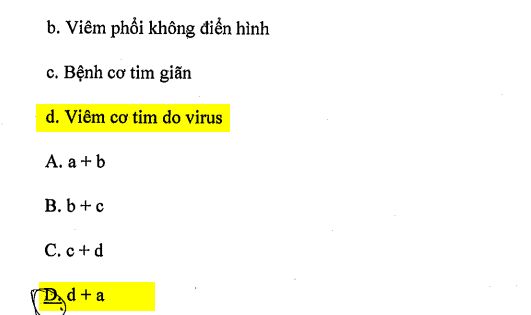 b. Viêm phổi không điển hình
c. Bệnh cơ tim giãn
d. Viêm cơ tim do virus
A. a + b
B. b + c
C. c + d
D. d + a